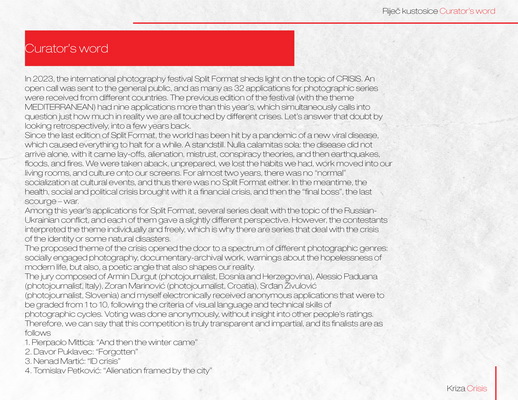 Riječ kustosice Curator's word
Curator's word
In 2023, the international photography festival Split Format sheds light on the topic of CRISIS. An
open call was sent to the general public, and as many as 32 applications for photographic series
were received from different countries. The previous edition of the festival (with the theme
MEDITERRANEAN) had nine applications more than this year's, which simultaneously calls into
question just how much in reality we are all touched by different crises. Let's answer that doubt by
looking retrospectively, into a few years back.
Since the last edition of Split Format, the world has been hit by a pandemic of a new viral disease,
which caused everything to halt for a while. A standstill. Nulla calamitas sola: the disease did not
arrive alone, with it came lay-offs, alienation, mistrust, conspiracy theories, and then earthquakes,
floods, and fires. We were taken aback, unprepared, we lost the habits we had, work moved into our
living rooms, and culture onto our screens. For almost two years, there was no "normal"
socialization at cultural events, and thus there was no Split Format either. In the meantime, the
health, social and political crisis brought with it a financial crisis, and then the "final boss", the last
scourge – war.
Among this year's applications for Split Format, several series dealt with the topic of the Russian-
Ukrainian conflict, and each of them gave a slightly different perspective. However, the contestants
interpreted the theme individually and freely, which is why there are series that deal with the crisis
of the identity or some natural disasters.
The proposed theme of the crisis opened the door to a spectrum of different photographic genres:
socially engaged photography, documentary-archival work, warnings about the hopelessness of
modern life, but also, a poetic angle that also shapes our reality.
The jury composed of Armin Durgut (photojournalist, Bosnia and Herzegovina), Alessio Paduana
(photojournalist, Italy), Zoran Marinović (photojournalist, Croatia), Srđan Živulović
(photojournalist, Slovenia) and myself electronically received anonymous applications that were to
be graded from 1 to 10, following the criteria of visual language and technical skills of
photographic cycles. Voting was done anonymously, without insight into other people's ratings.
Therefore, we can say that this competition is truly transparent and impartial, and its finalists are as
follows
1. Pierpaolo Mittica: "And then the winter came"
2. Davor Puklavec: "Forgotten"
3. Nenad Martić: "ID crisis"
4. Tomislav Petković: "Alienation framed by the city"
Kriza Crisis